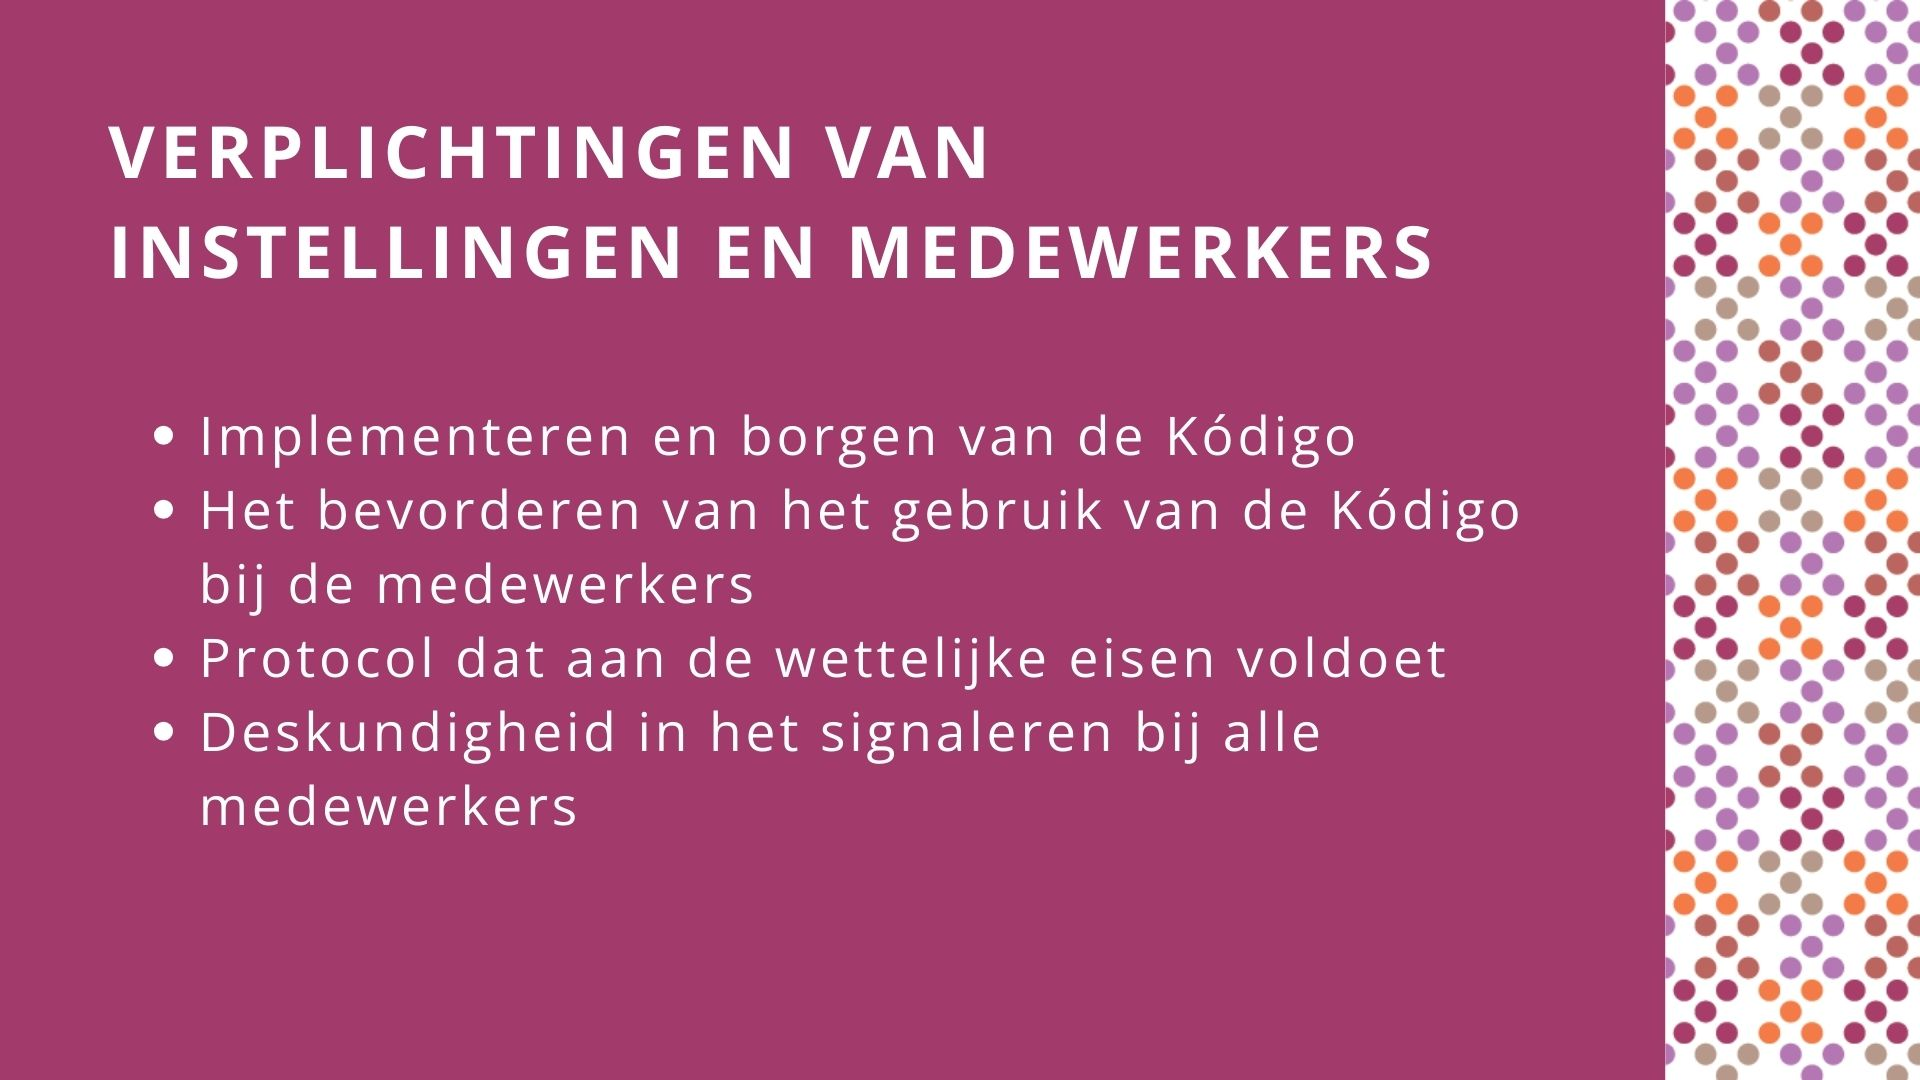 VERPLICHTINGEN VAN
INSTELLINGEN EN MEDEWERKERS
• Implementeren en borgen van de Kódigo
• Het bevorderen van het gebruik van de Kódigo
bij de medewerkers
• Protocol dat aan de wettelijke eisen voldoet
• Deskundigheid in het signaleren bij alle
medewerkers